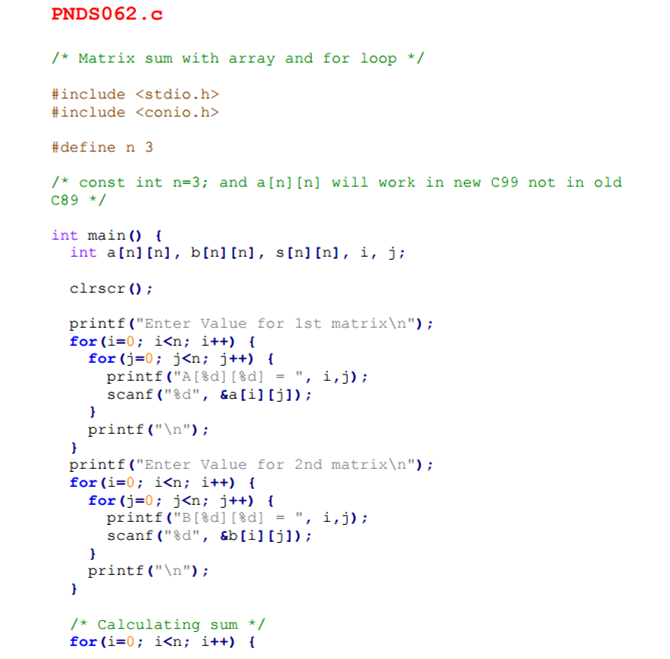 PNDS062.c
/* Matrix sum with array and for loop */
#include <stdio.h>
#include <conio.h>
#define n 3
/* const int n=3; and a[n][n] will work in new C99 not in old
C89 */
int main() {
int a[n][n], b[n][n], s[n][n], i, j;
clrscr();
printf("Enter Value for 1st matrix\n");
for(i=0; i<n; i++) {
for(j=0; j<n; j++) {
printf("A[%d][%d] = ", i,j);
scanf("%d", &a[i][j]);
}
printf("\n");
}
printf("Enter Value for 2nd matrix\n");
for(i=0; i<n; i++) {
for(j=0; j<n; j++) {
printf("B[%d][%d] = ", i,j);
scanf("%d", &b[i][j]);
}
printf("\n");
}
/* Calculating sum */
for(i=0; i<n; i++) {